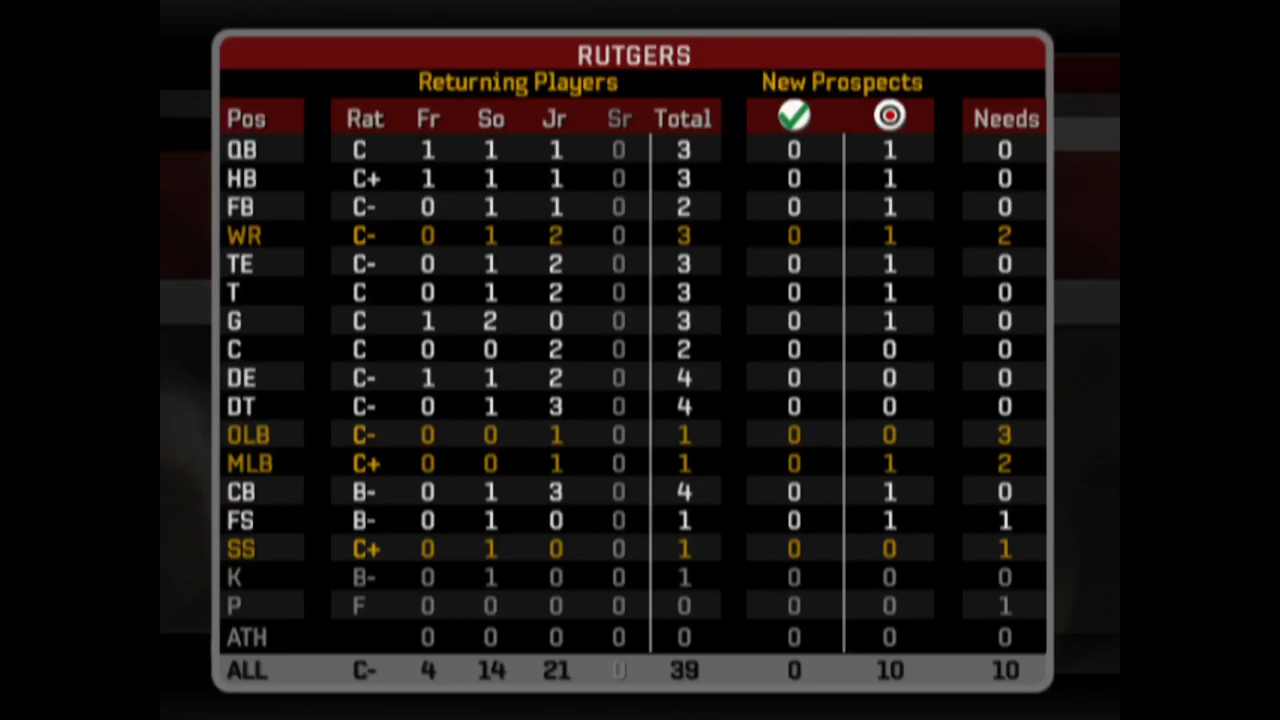 RUTGERS
Returning Players New Prospects
Pos Rat Fr So Jr Sr Total Needs
QB C 1 1 1 0 3 0 1 0
HB C+ 1 1 1 0 3 0 1 0
FB C- 0 1 1 0 2 0 1 0
WR C- 0 1 2 0 3 0 1 2
TE C- 0 1 2 0 3 0 1 0
T C 0 1 2 0 3 0 1 0
G C 1 2 0 0 3 0 1 0
C C 0 0 2 0 2 0 0 0
DE C- 1 1 2 0 4 0 0 0
DT C- 0 1 3 0 4 0 0 0
OLB C- 0 0 1 0 1 0 0 3
MLB C+ 0 0 1 0 1 0 1 2
CB B- 0 1 3 0 4 0 1 0
FS B- 0 1 0 0 1 0 1 1
SS C+ 0 1 0 0 1 0 0 1
K B- 0 1 0 0 1 0 0 0
P F 0 0 0 0 0 0 0 1
ATH 0 0 0 0 0 0 0 0
ALL C- 4 14 21 0 39 0 10 10